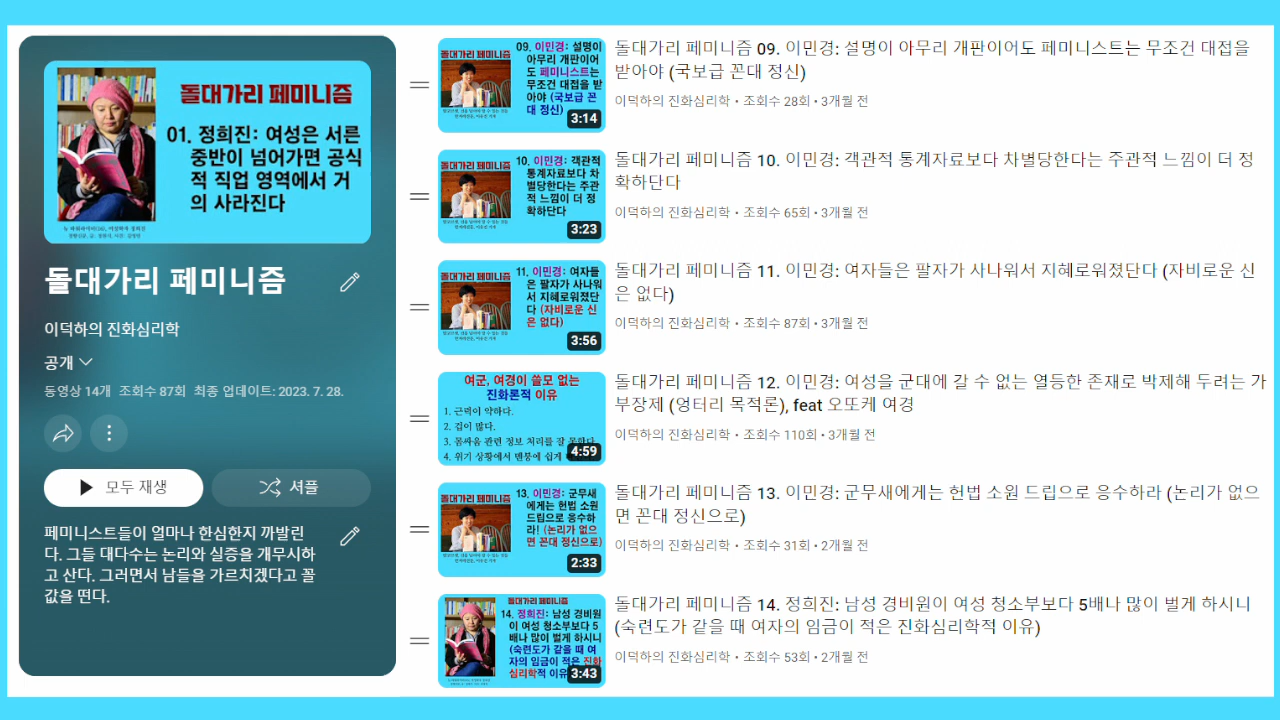 돌대가리 페미니즘
01. 정희진: 여성은 서른
중반이 넘어가면 공식
적 직업 영역에서 거
의 사라진다
돌대가리 페미니즘
이덕하의 진화심리학
공개
동영상 14개 조회수 87회 최종 업데이트: 2023. 7. 28.
모두 재생
셔플
페미니스트들이 얼마나 한심한지 까발린
다. 그들 대다수는 논리와 실증을 개무시하
고 산다. 그러면서 남들을 가르치겠다고 꼴
값을 떤다.
돌대가리 페미니즘
09. 이민경: 설명이
아무리 개판이어
도 페미니스트는
무조건 대접을 받
아야 (국보급 꼰
대 정신)
3:14
돌대가리 페미니즘 09. 이민경: 설명이 아무리 개판이어도 페미니스트는 무조건 대접을
받아야 (국보급 꼰대 정신)
이덕하의 진화심리학 • 조회수 28회 • 3개월 전
돌대가리 페미니즘
10. 이민경: 객관적
통계자료보다 차
별당한다는 주관
적 느낌이 더 정
확하단다
3:23
돌대가리 페미니즘 10. 이민경: 객관적 통계자료보다 차별당한다는 주관적 느낌이 더 정
확하단다
이덕하의 진화심리학 • 조회수 65회 • 3개월 전
돌대가리 페미니즘
11. 이민경: 여자들
은 팔자가 사나워
서 지혜로워졌단
다 (자비로운 신
은 없다)
3:56
돌대가리 페미니즘 11. 이민경: 여자들은 팔자가 사나워서 지혜로워졌단다 (자비로운 신
은 없다)
이덕하의 진화심리학 • 조회수 87회 • 3개월 전
여군, 여경이 쓸모 없는
진화론적 이유
1. 근력이 약하다.
2. 겁이 많다.
3. 몸싸움 관련 정보 처리를 잘 못한다.
4. 위기 상황에서 멘붕에 쉽게
4:59
돌대가리 페미니즘 12. 이민경: 여성을 군대에 갈 수 없는 열등한 존재로 박제해 두려는 가
부장제 (엉터리 목적론), feat 오또케 여경
이덕하의 진화심리학 • 조회수 110회 • 3개월 전
돌대가리 페미니즘
13. 이민경: 군무새
에게는 헌법 소원
드립으로 응수하
라! (논리가 없으
면 꼰대 정신으로)
2:33
돌대가리 페미니즘 13. 이민경: 군무새에게는 헌법 소원 드립으로 응수하라 (논리가 없으
면 꼰대 정신으로)
이덕하의 진화심리학 • 조회수 31회 • 2개월 전
돌대가리 페미니즘
14. 정희진: 남성 경비원
이 여성 청소부보다 5
배나 많이 벌게 하시니
(숙련도가 같을 때 여
자의 임금이 적은 진화
심리학적 이유
3:43
돌대가리 페미니즘 14. 정희진: 남성 경비원이 여성 청소부보다 5배나 많이 벌게 하시니
(숙련도가 같을 때 여자의 임금이 적은 진화심리학적 이유)
이덕하의 진화심리학 • 조회수 53회 • 2개월 전